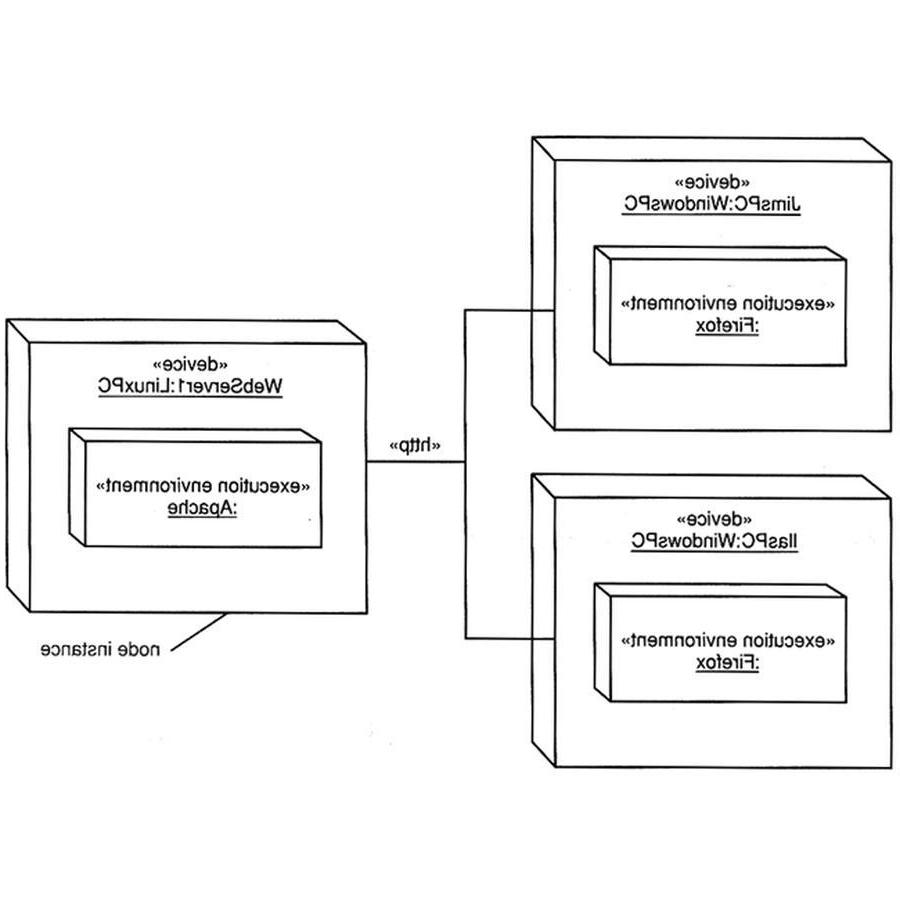 «device»
JimsPC:WindowsPC
«execution environment»
:Firefox
«device»
WebServer1:LinuxPC
«execution environment»
:Apache
«http»
«device»
IlasPC:WindowsPC
«execution environment»
:Firefox
node instance